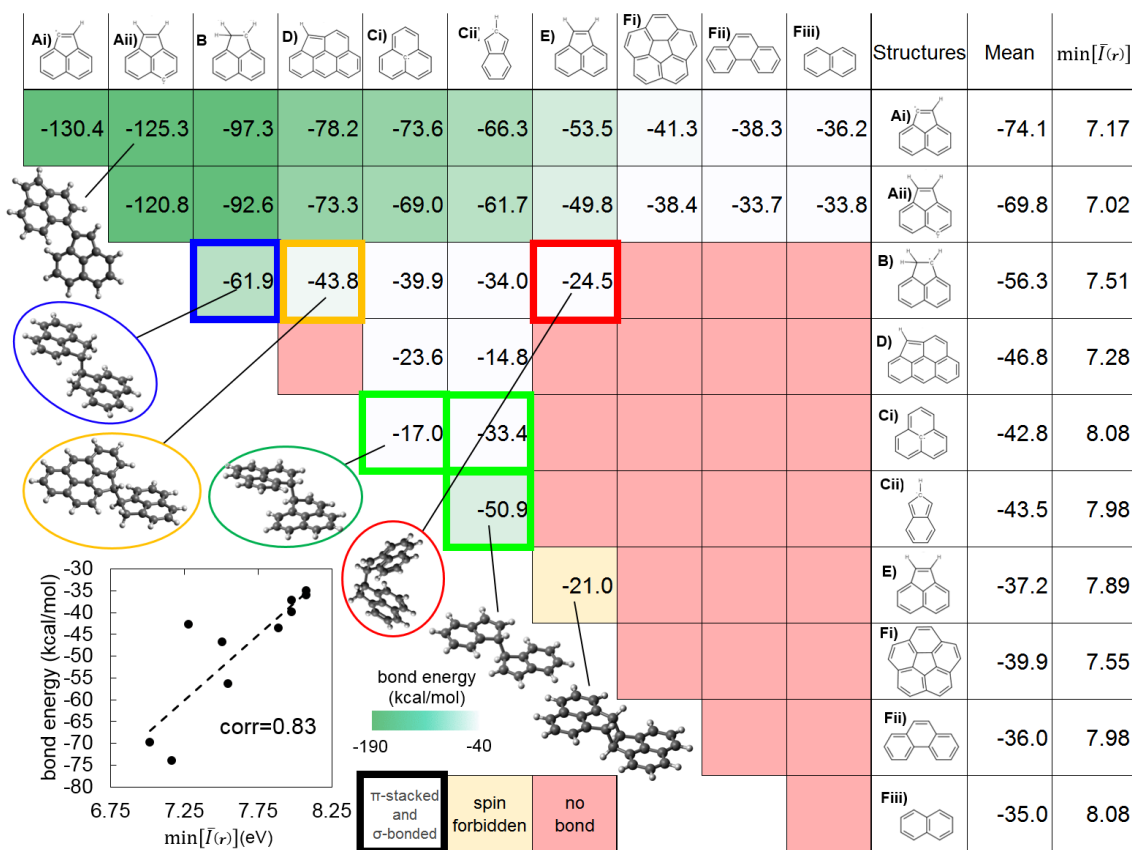 Ai) Aii) B D) Ci) Cii) E) Fi) Fii) Fiii) Structures Mean min[Ī(r)]
-130.4 -125.3 -97.3 -78.2 -73.6 -66.3 -53.5 -41.3 -38.3 -36.2 Ai) -74.1 7.17
-120.8 -92.6 -73.3 -69.0 -61.7 -49.8 -38.4 -33.7 -33.8 Aii) -69.8 7.02
-61.9 -43.8 -39.9 -34.0 -24.5 B) -56.3 7.51
-23.6 -14.8 D) -46.8 7.28
-17.0 -33.4 Ci) -42.8 8.08
-50.9 Cii) -43.5 7.98
-21.0 E) -37.2 7.89
Fi) -39.9 7.55
Fii) -36.0 7.98
Fiii) -35.0 8.08
bond energy (kcal/mol)
-30
-35
-40
-45
-50
-55
-60
-65
-70
-75
-80
corr=0.83
6.75 7.25 7.75 8.25
min[Ī(r)](eV)
bond energy
(kcal/mol)
-190 -40
π-stacked
and
σ-bonded
spin
forbidden
no
bond